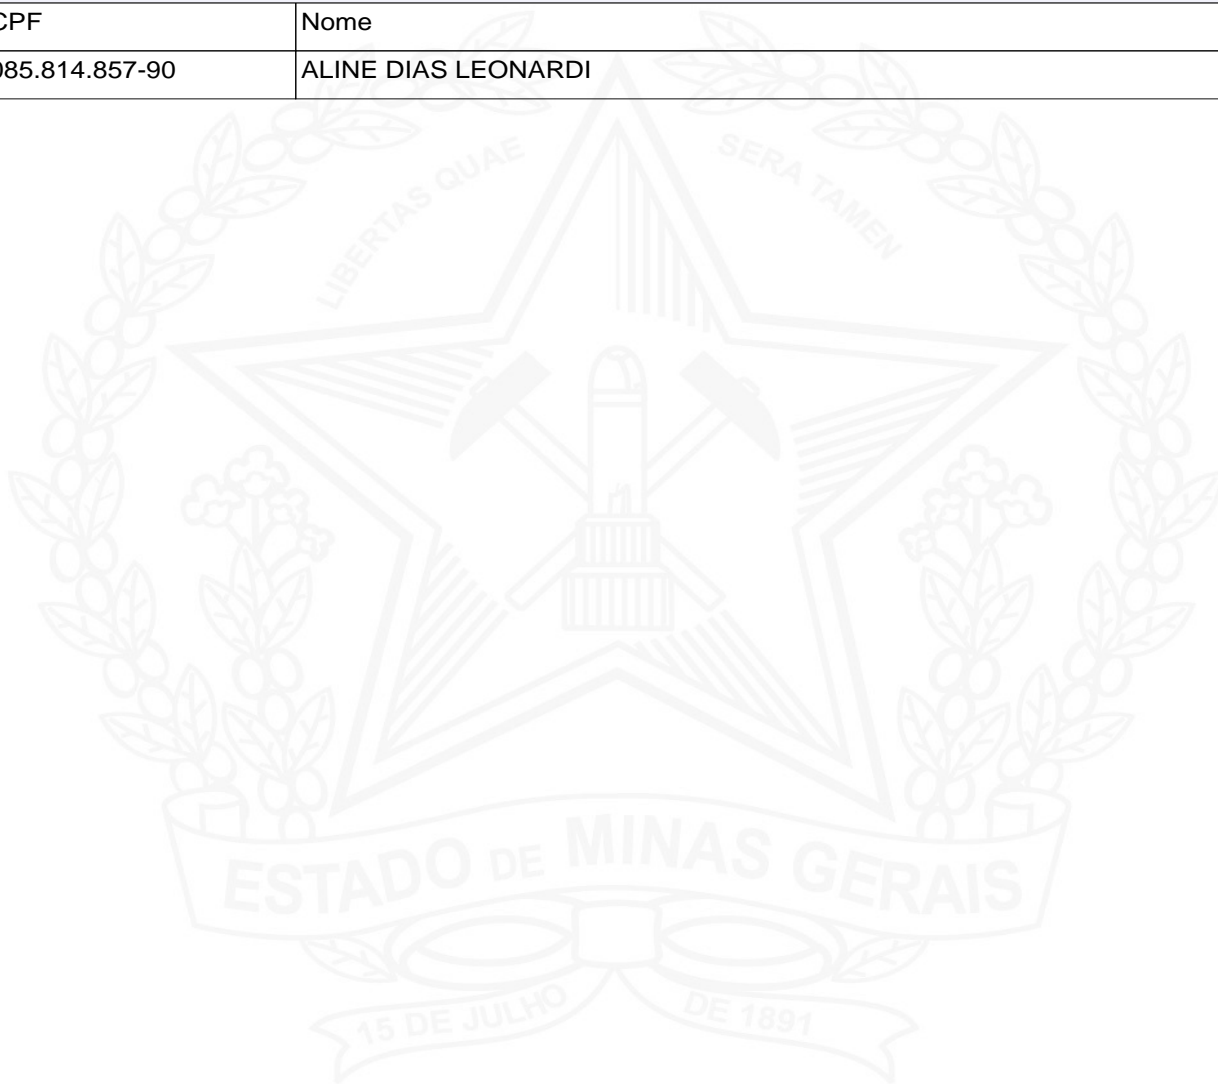 CPF Nome
085.814.857-90 ALINE DIAS LEONARDI
LIBERTAS QUAE SERA TAMEN
ESTADO DE MINAS GERAIS
15 DE JULHO DE 1891